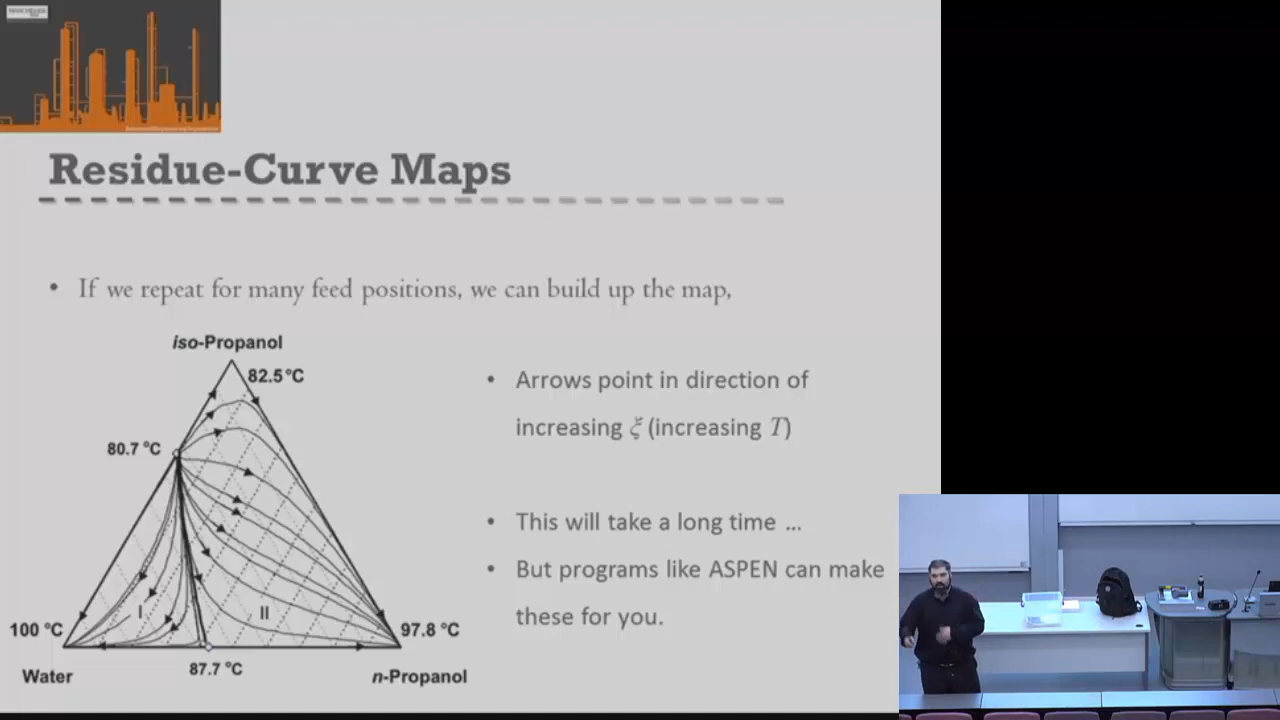 Residue-Curve Maps
• If we repeat for many feed positions, we can build up the map,
iso-Propanol
82.5 °C
80.7 °C
I
II
100 °C
97.8 °C
Water
87.7 °C
n-Propanol
• Arrows point in direction of
increasing ξ (increasing T)
• This will take a long time ...
• But programs like ASPEN can make
these for you.